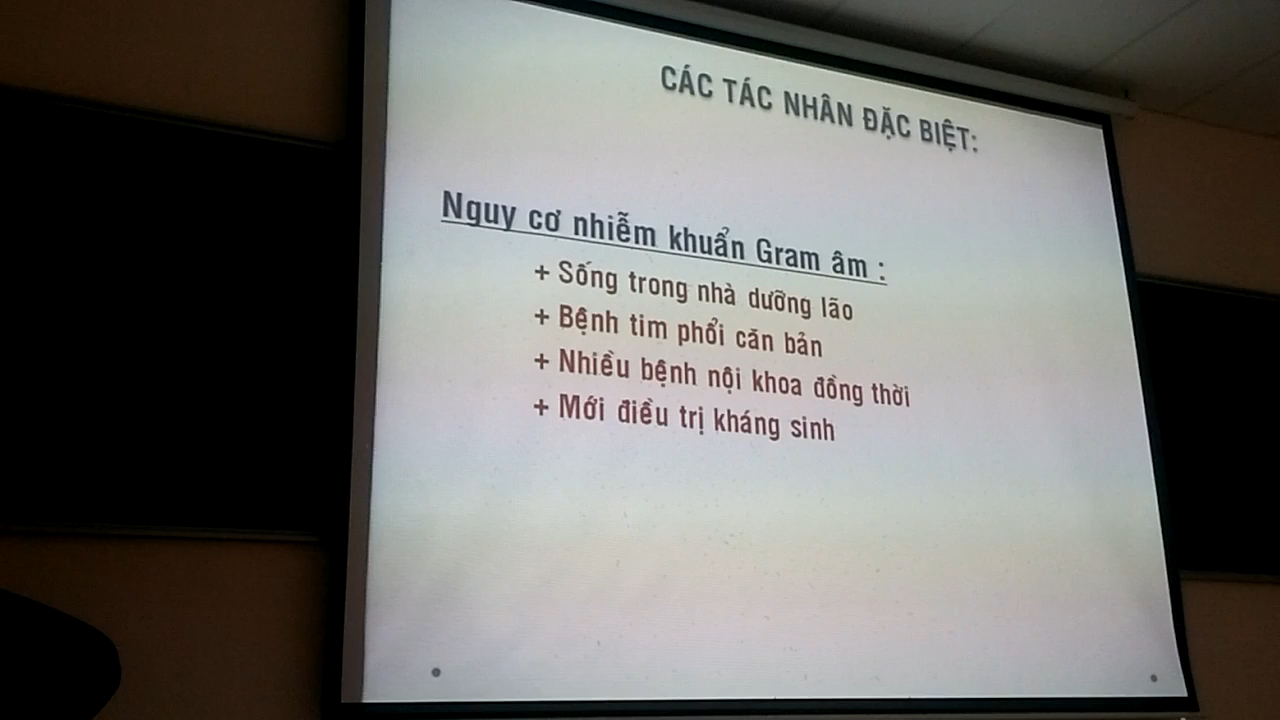 CÁC TÁC NHÂN ĐẶC BIỆT:
Nguy cơ nhiễm khuẩn Gram âm :
+ Sống trong nhà dưỡng lão
+ Bệnh tim phổi căn bản
+ Nhiều bệnh nội khoa đồng thời
+ Mới điều trị kháng sinh